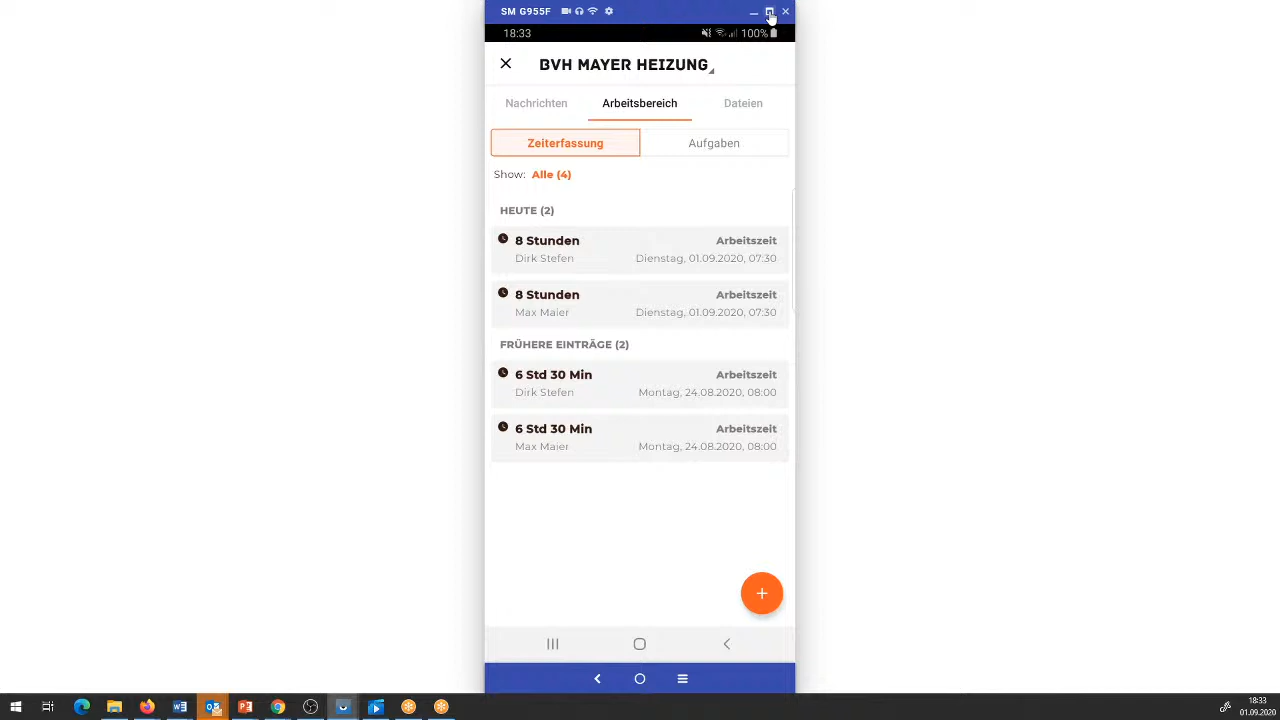 SM G955F
18:33
100%
BVH MAYER HEIZUNG
Nachrichten Arbeitsbereich Dateien
Zeiterfassung Aufgaben
Show: Alle (4)
HEUTE (2)
8 Stunden Arbeitszeit
Dirk Stefen Dienstag, 01.09.2020, 07:30
8 Stunden Arbeitszeit
Max Maier Dienstag, 01.09.2020, 07:30
FRÜHERE EINTRÄGE (2)
6 Std 30 Min Arbeitszeit
Dirk Stefen Montag, 24.08.2020, 08:00
6 Std 30 Min Arbeitszeit
Max Maier Montag, 24.08.2020, 08:00
18:33
01.09.2020